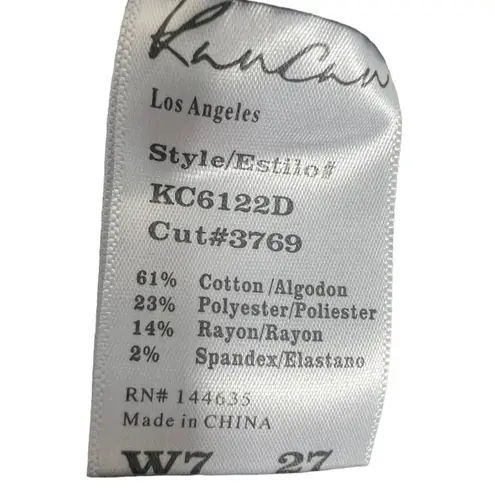 KanCan
Los Angeles
Style/Estilo#
KC6122D
Cut#3769
61% Cotton/Algodon
23% Polyester/Poliester
14% Rayon/Rayon
2% Spandex/Elastano
RN# 144635
Made in CHINA
W7 27